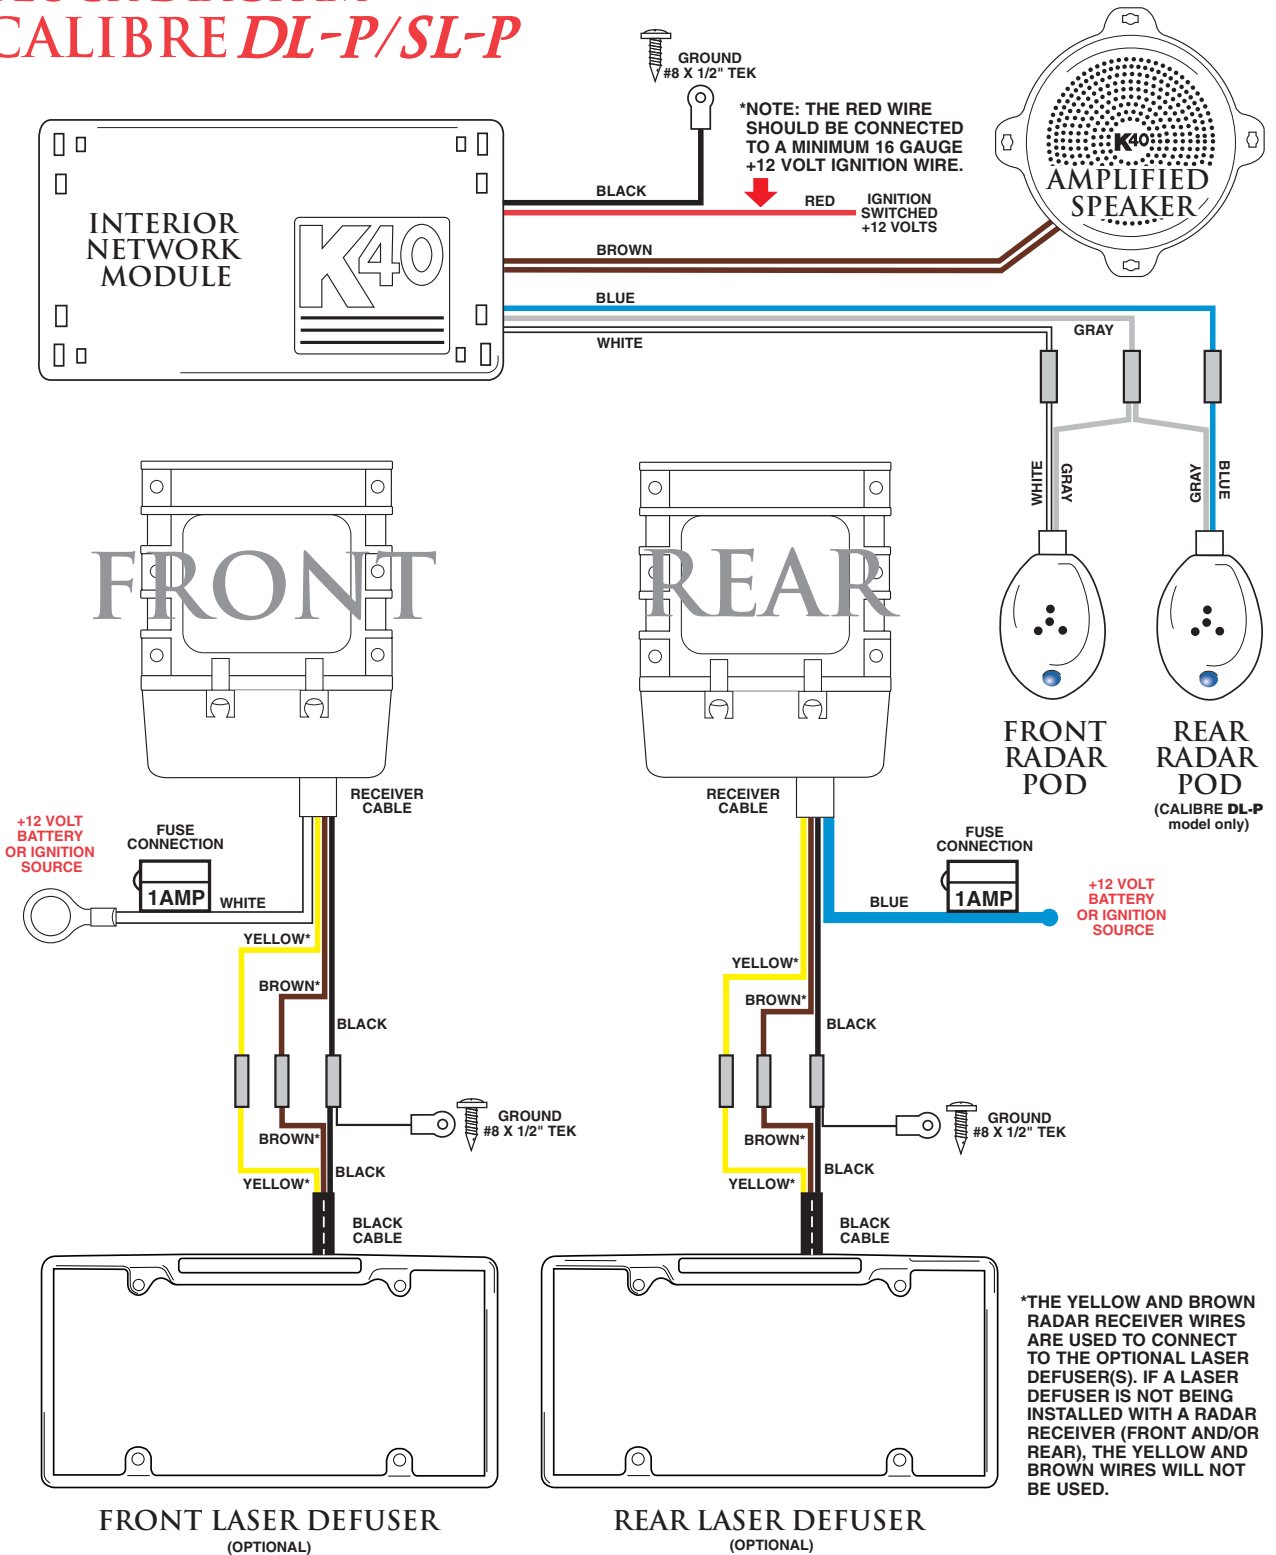 CALIBRE DL-P/SL-P
GROUND
#8 X 1/2" TEK
*NOTE: THE RED WIRE
SHOULD BE CONNECTED
TO A MINIMUM 16 GAUGE
+12 VOLT IGNITION WIRE.
K40
AMPLIFIED
SPEAKER
INTERIOR
NETWORK
MODULE
K40
BLACK
RED
IGNITION
SWITCHED
+12 VOLTS
BROWN
BLUE
GRAY
WHITE
WHITE
GRAY
GRAY
BLUE
FRONT
REAR
FRONT
RADAR
POD
REAR
RADAR
POD
(CALIBRE DL-P
model only)
RECEIVER
CABLE
+12 VOLT
BATTERY
OR IGNITION
SOURCE
FUSE
CONNECTION
1AMP
WHITE
YELLOW*
BROWN*
BLACK
GROUND
#8 X 1/2" TEK
BROWN*
BLACK
YELLOW*
BLACK
CABLE
RECEIVER
CABLE
FUSE
CONNECTION
1AMP
BLUE
+12 VOLT
BATTERY
OR IGNITION
SOURCE
YELLOW*
BROWN*
BLACK
GROUND
#8 X 1/2" TEK
BROWN*
BLACK
YELLOW*
BLACK
CABLE
*THE YELLOW AND BROWN
RADAR RECEIVER WIRES
ARE USED TO CONNECT
TO THE OPTIONAL LASER
DEFUSER(S). IF A LASER
DEFUSER IS NOT BEING
INSTALLED WITH A RADAR
RECEIVER (FRONT AND/OR
REAR), THE YELLOW AND
BROWN WIRES WILL NOT
BE USED.
FRONT LASER DEFUSER
(OPTIONAL)
REAR LASER DEFUSER
(OPTIONAL)